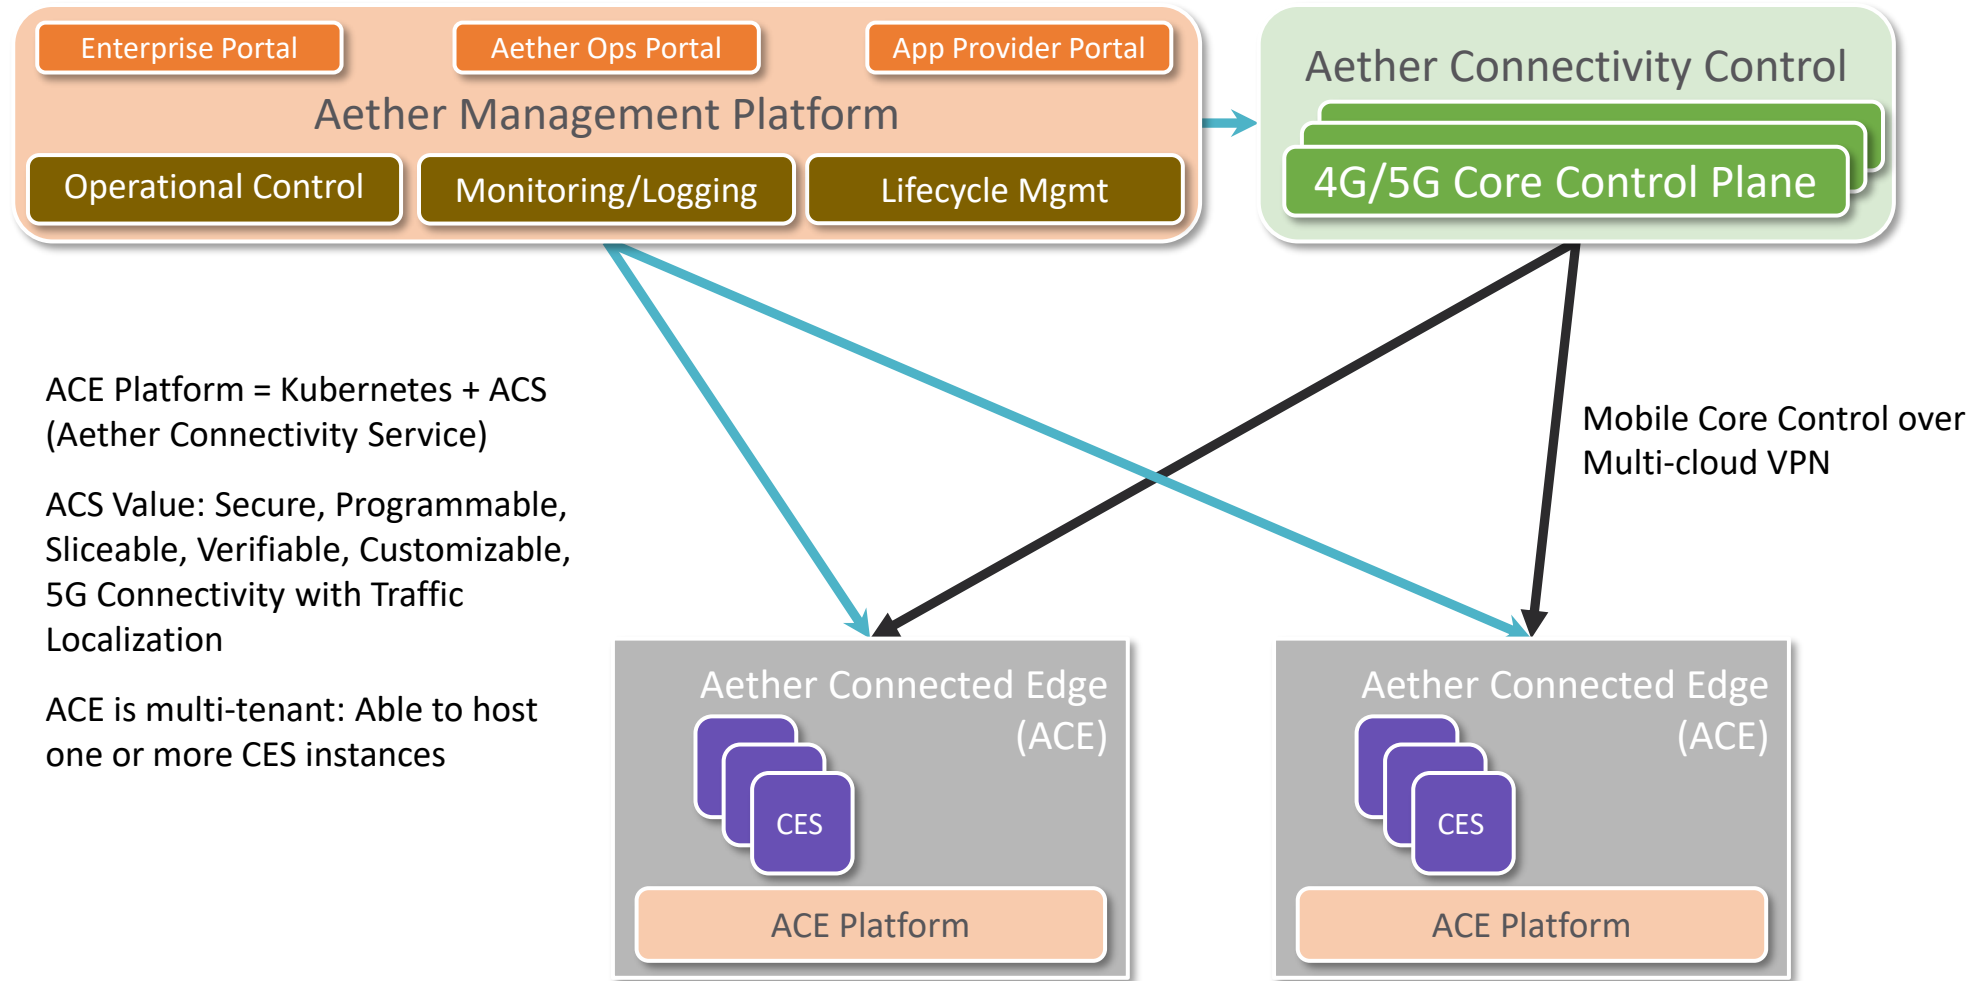 Enterprise Portal
Aether Ops Portal
App Provider Portal
Aether Management Platform
Operational Control
Monitoring/Logging
Lifecycle Mgmt
Aether Connectivity Control
4G/5G Core Control Plane
ACE Platform = Kubernetes + ACS
(Aether Connectivity Service)
ACS Value: Secure, Programmable,
Sliceable, Verifiable, Customizable,
5G Connectivity with Traffic
Localization
ACE is multi-tenant: Able to host
one or more CES instances
Mobile Core Control over
Multi-cloud VPN
Aether Connected Edge
(ACE)
CES
ACE Platform
Aether Connected Edge
(ACE)
CES
ACE Platform